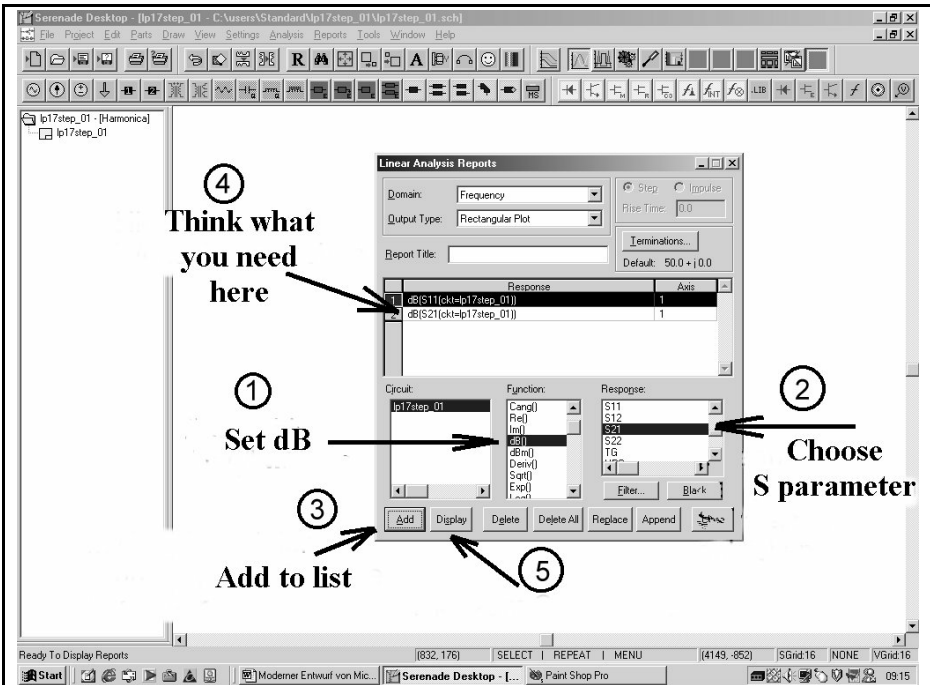 Serenade Desktop - [lp17step_01 - C:\users\Standard\lp17step_01\lp17step_01.sch]
File Project Edit Parts Draw View Settings Analysis Reports Tools Window Help
R A
MS LIB
lp17step_01 - [Harmonica]
lp17step_01
Linear Analysis Reports
Domain: Frequency
Output Type: Rectangular Plot
Step Impulse
Rise Time: 0.0
Report Title:
Terminations...
Default: 50.0 + j 0.0
Response Axis
1 dB(S11(ckt=lp17step_01)) 1
2 dB(S21(ckt=lp17step_01)) 1
4
Think what
you need
here
Circuit: Function: Response:
lp17step_01
Cang()
Re()
Im()
dB()
dBm()
Deriv()
Sqrt()
Exp()
S11
S12
S21
S22
TG
Filter...
1
Set dB
2
Choose
S parameter
3
Add Display Delete Delete All Replace Append
Add to list
5
Ready To Display Reports (832, 176) SELECT REPEAT MENU (4149, -852) SGrid:16 NONE VGrid:16
Start Moderner Entwurf von Mic... Serenade Desktop - [... Paint Shop Pro 09:15